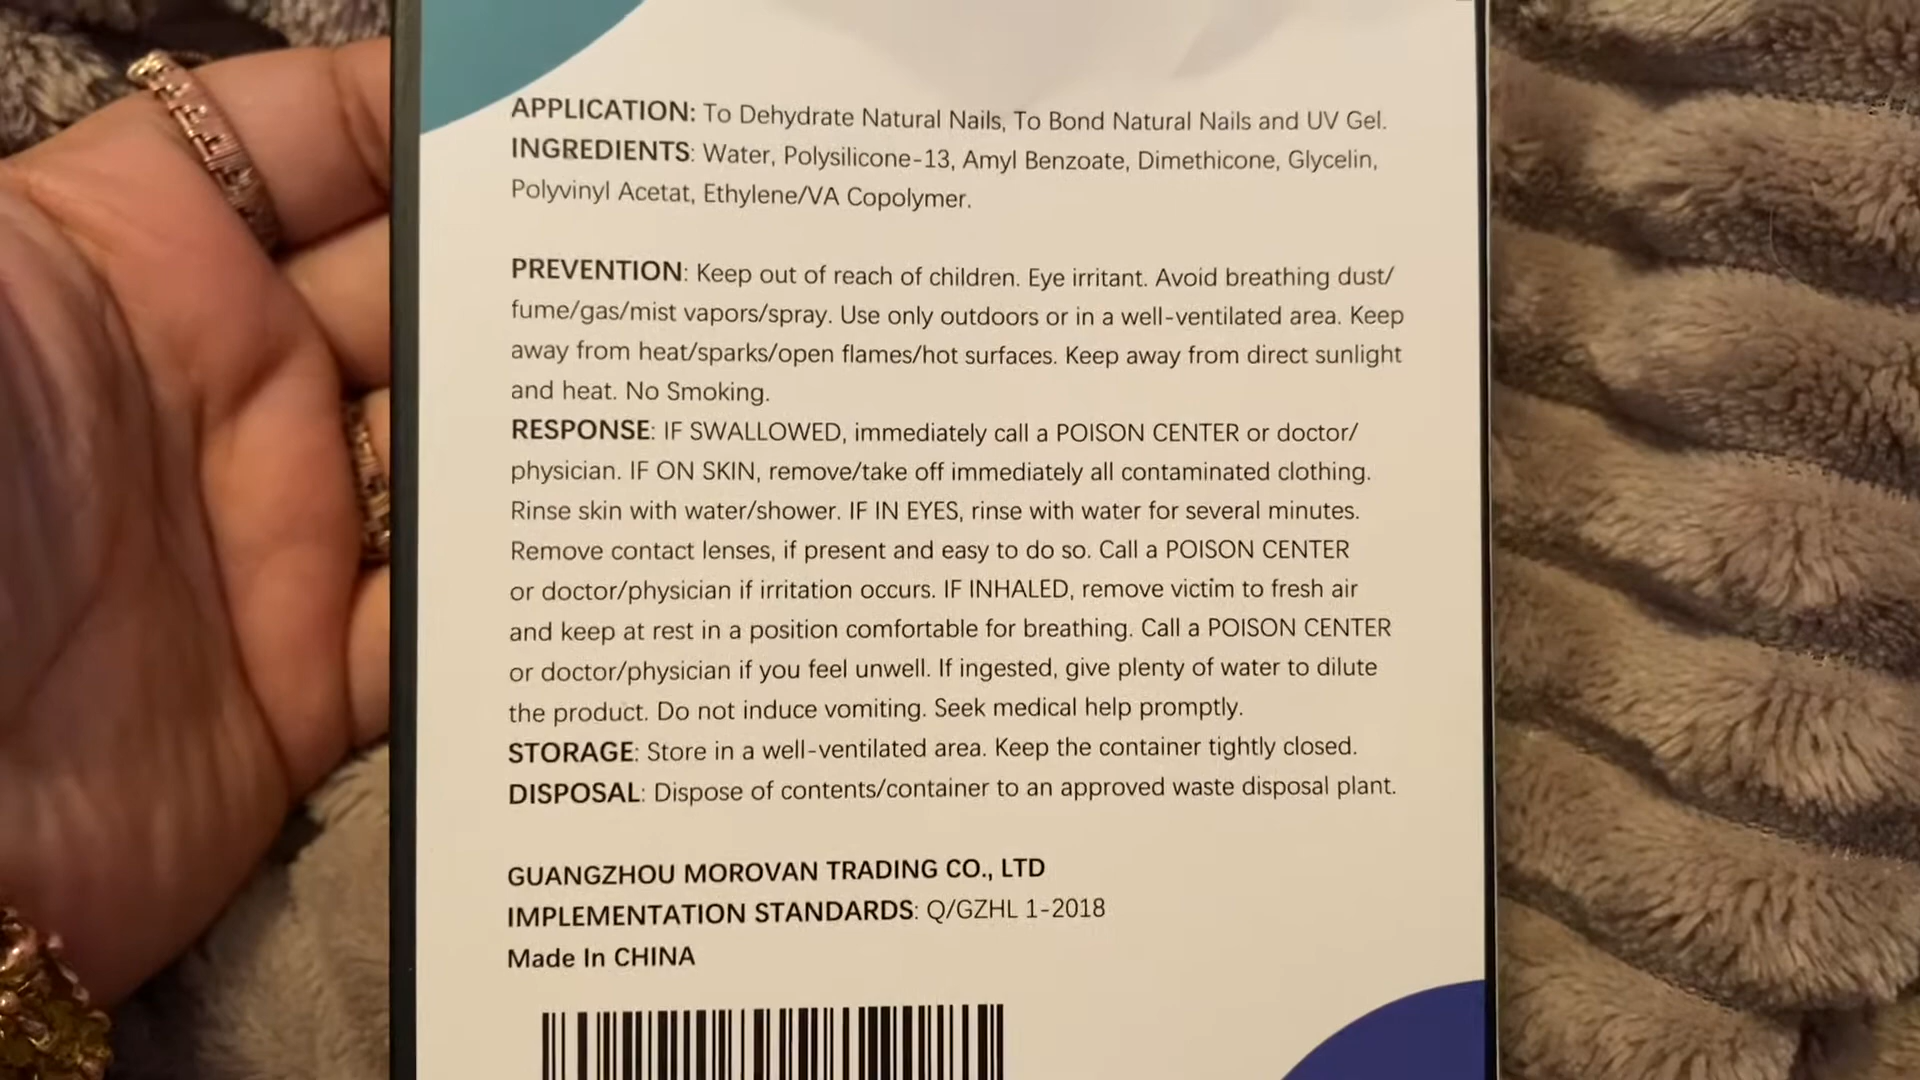 APPLICATION: To Dehydrate Natural Nails, To Bond Natural Nails and UV Gel.
INGREDIENTS: Water, Polysilicone-13, Amyl Benzoate, Dimethicone, Glycelin,
Polyvinyl Acetat, Ethylene/VA Copolymer.
PREVENTION: Keep out of reach of children. Eye irritant. Avoid breathing dust/
fume/gas/mist vapors/spray. Use only outdoors or in a well-ventilated area. Keep
away from heat/sparks/open flames/hot surfaces. Keep away from direct sunlight
and heat. No Smoking.
RESPONSE: IF SWALLOWED, immediately call a POISON CENTER or doctor/
physician. IF ON SKIN, remove/take off immediately all contaminated clothing.
Rinse skin with water/shower. IF IN EYES, rinse with water for several minutes.
Remove contact lenses, if present and easy to do so. Call a POISON CENTER
or doctor/physician if irritation occurs. IF INHALED, remove victim to fresh air
and keep at rest in a position comfortable for breathing. Call a POISON CENTER
or doctor/physician if you feel unwell. If ingested, give plenty of water to dilute
the product. Do not induce vomiting. Seek medical help promptly.
STORAGE: Store in a well-ventilated area. Keep the container tightly closed.
DISPOSAL: Dispose of contents/container to an approved waste disposal plant.
GUANGZHOU MOROVAN TRADING CO., LTD
IMPLEMENTATION STANDARDS: Q/GZHL 1-2018
Made In CHINA